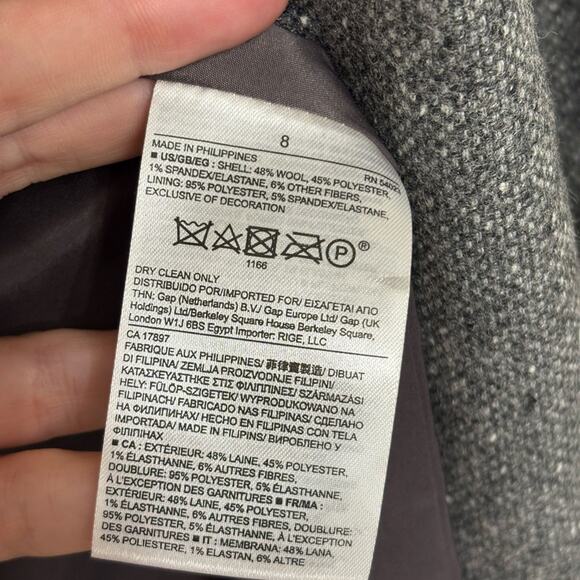 8
MADE IN PHILIPPINES
■ US/GB/EG : SHELL: 48% WOOL, 45% POLYESTER, RN 54023
1% SPANDEX/ELASTANE, 6% OTHER FIBERS,
LINING: 95% POLYESTER, 5% SPANDEX/ELASTANE,
EXCLUSIVE OF DECORATION
P ®
1166
DRY CLEAN ONLY
DISTRIBUIDO POR/IMPORTED FOR/ ΕΙΣΑΓΕΤΑΙ ΑΠΟ
ΤΗΝ: Gap (Netherlands) B.V./ Gap Europe Ltd/ Gap (UK
Holdings) Ltd/Berkeley Square House Berkeley Square,
London W1J 6BS Egypt Importer: RIGE, LLC
CA 17897
FABRIQUE AUX PHILIPPINES/ 菲律賓製造/ DIBUAT
DI FILIPINA/ ZEMLJA PROIZVODNJE FILIPINI/
ΚΑΤΑΣΚΕΥΑΣΤΗΚΕ ΣΤΙΣ ΦΙΛΙΠΠΙΝΕΣ/ SZÁRMAZÁSI
HELY: FÜLÖP-SZIGETEK/ WYPRODUKOWANO NA
FILIPINACH/ FABRICADO NAS FILIPINAS/ СДЕЛАНО
НА ФИЛИПИНАХ/ HECHO EN FILIPINAS CON TELA
IMPORTADA/ MADE IN FILIPINS/ ВИРОБЛЕНО У
ФІЛІПІНАХ
■ CA : EXTÉRIEUR: 48% LAINE, 45% POLYESTER,
1% ÉLASTHANNE, 6% AUTRES FIBRES,
DOUBLURE: 95% POLYESTER, 5% ÉLASTHANNE,
À L'EXCEPTION DES GARNITURES ■ FR/MA :
EXTÉRIEUR: 48% LAINE, 45% POLYESTER,
1% ÉLASTHANNE, 6% AUTRES FIBRES, DOUBLURE:
95% POLYESTER, 5% ÉLASTHANNE, À L'EXCEPTION
DES GARNITURES ■ IT : MEMBRANA: 48% LANA,
45% POLIESTERE, 1% ELASTAN, 6% ALTRE